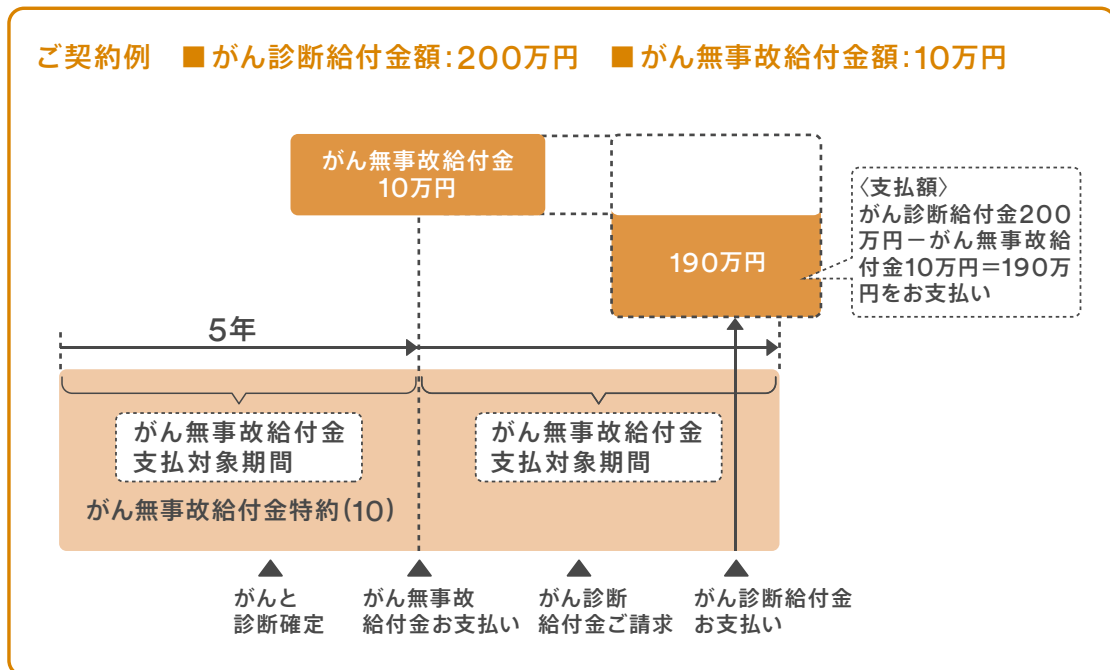 ご契約例 ■がん診断給付金額:200万円 ■がん無事故給付金額:10万円
がん無事故給付金
10万円
190万円
〈支払額〉
がん診断給付金200
万円－がん無事故給
付金10万円＝190万
円をお支払い
5年
がん無事故給付金
支払対象期間
がん無事故給付金
支払対象期間
がん無事故給付金特約(10)
がんと
診断確定
がん無事故
給付金お支払い
がん診断
給付金ご請求
がん診断給付金
お支払い